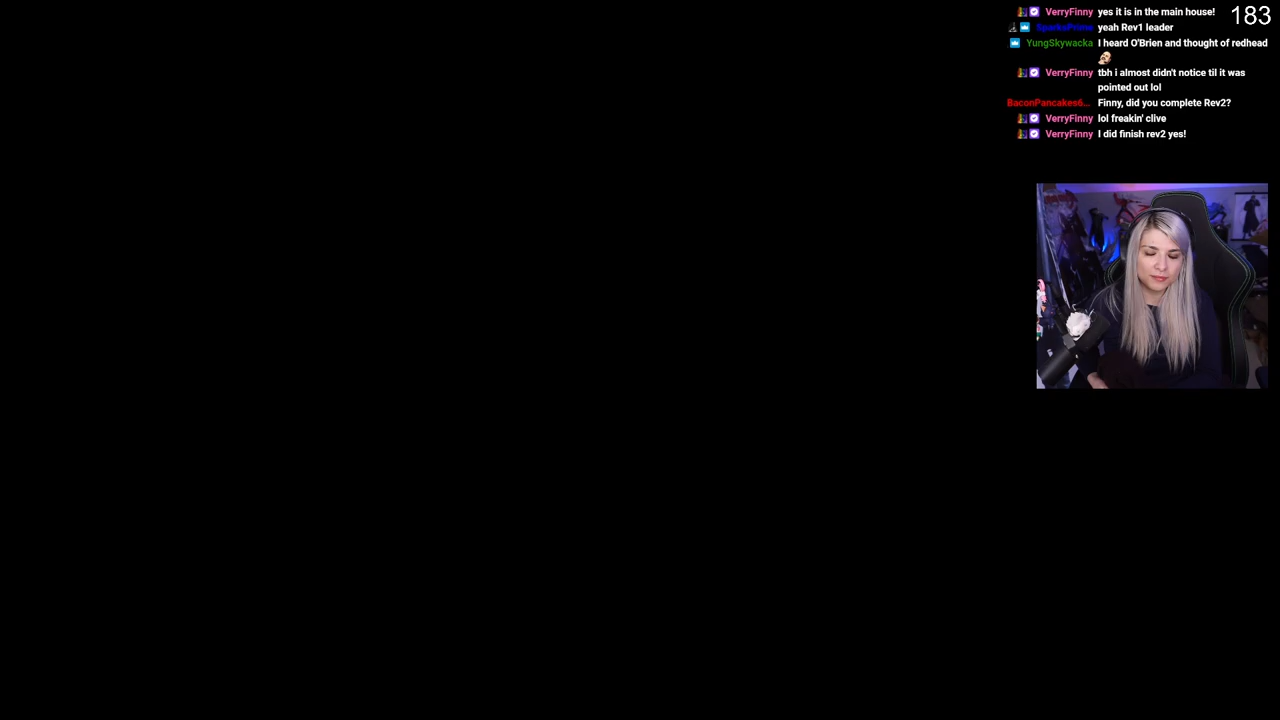 VerryFinny yes it is in the main house!
183
SparksPrime yeah Rev1 leader
YungSkywacka I heard O'Brien and thought of redhead
VerryFinny tbh i almost didn't notice til it was
pointed out lol
BaconPancakes6… Finny, did you complete Rev2?
VerryFinny lol freakin' clive
VerryFinny I did finish rev2 yes!